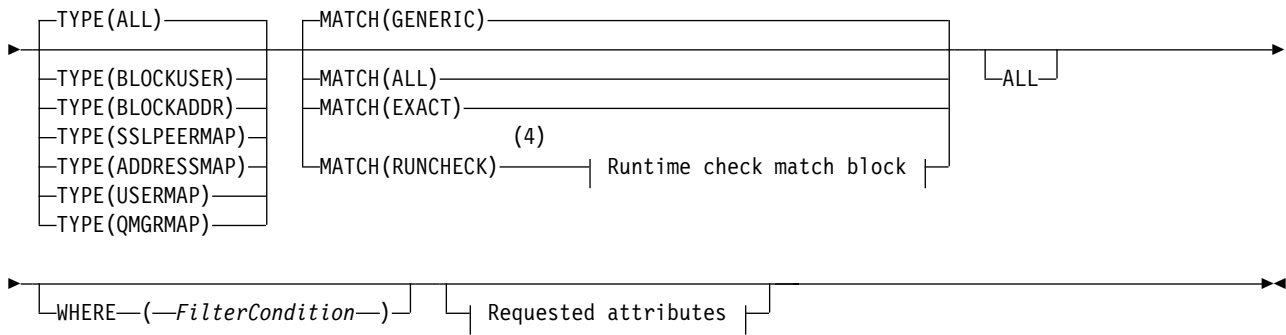 TYPE(ALL) MATCH(GENERIC)
TYPE(BLOCKUSER) MATCH(ALL) ALL
TYPE(BLOCKADDR) MATCH(EXACT)
TYPE(SSLPEERMAP) (4)
TYPE(ADDRESSMAP) MATCH(RUNCHECK) Runtime check match block
TYPE(USERMAP)
TYPE(QMGRMAP)
WHERE ( FilterCondition ) Requested attributes